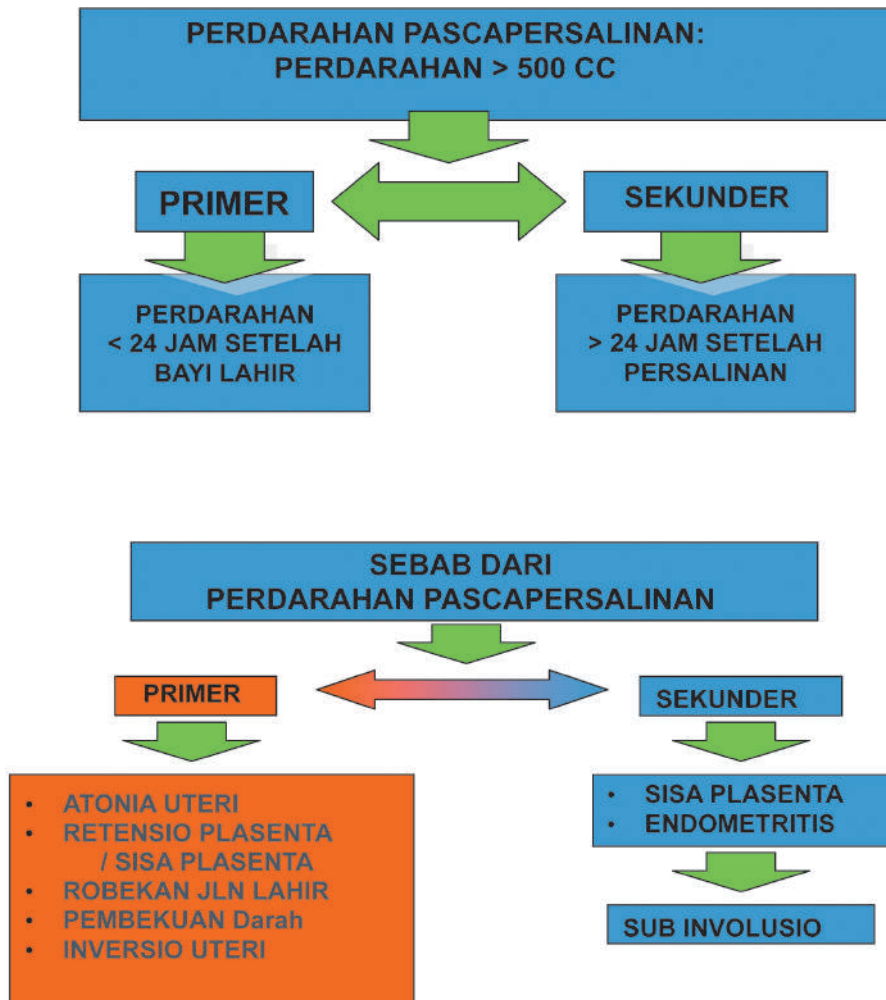 PERDARAHAN PASCAPERSALINAN:
PERDARAHAN > 500 CC
PRIMER
SEKUNDER
PERDARAHAN
< 24 JAM SETELAH
BAYI LAHIR
PERDARAHAN
> 24 JAM SETELAH
PERSALINAN
SEBAB DARI
PERDARAHAN PASCAPERSALINAN
PRIMER
SEKUNDER
• ATONIA UTERI
• RETENSIO PLASENTA
/ SISA PLASENTA
• ROBEKAN JLN LAHIR
• PEMBEKUAN Darah
• INVERSIO UTERI
• SISA PLASENTA
• ENDOMETRITIS
SUB INVOLUSIO